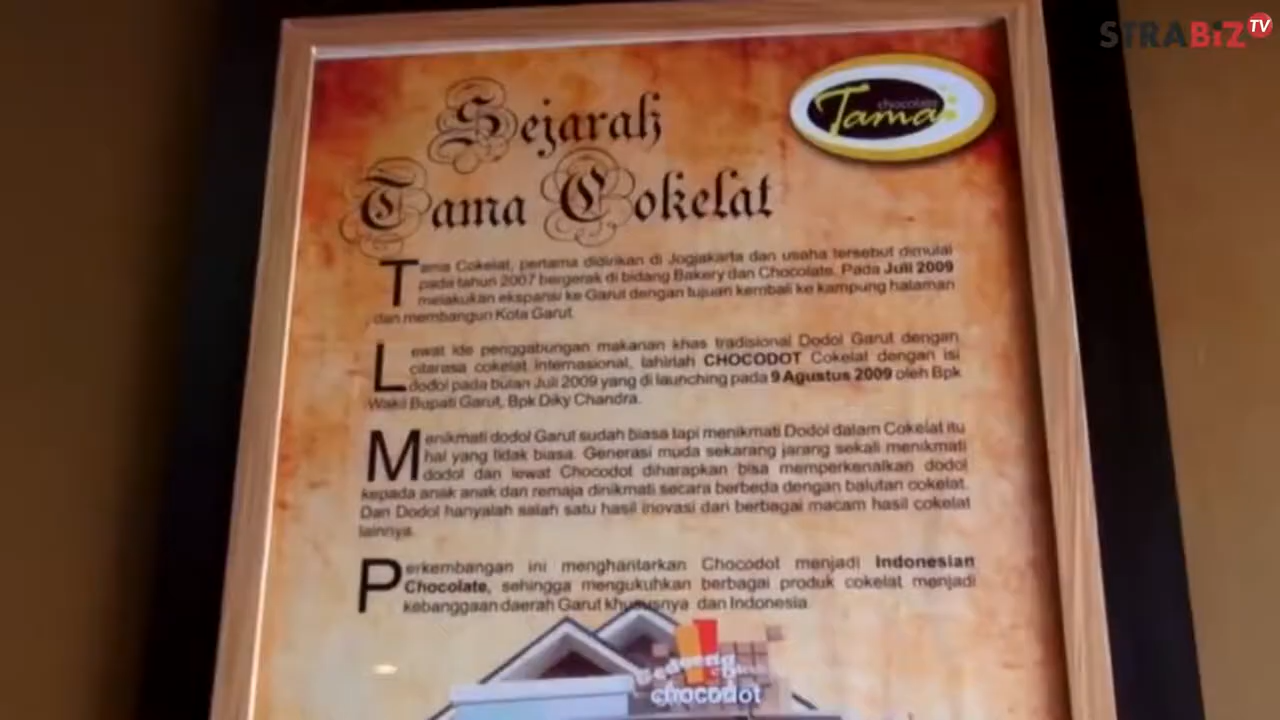 STRABIZ TV
Sejarah
chocolate
Tama
Tama Cokelat
Tama Cokelat, pertama didirikan di Jogjakarta dan usaha tersebut dimulai
pada tahun 2007 bergerak di bidang Bakery dan Chocolate. Pada Juli 2009
melakukan ekspansi ke Garut dengan tujuan kembali ke kampung halaman
, dan membangun Kota Garut
Lewat ide penggabungan makanan khas tradisional Dodol Garut dengan
citarasa cokelat internasional, lahirlah CHOCODOT Cokelat dengan isi
dodol pada bulan Juli 2009 yang di launching pada 9 Agustus 2009 oleh Bpk
Wakil Bupati Garut, Bpk Diky Chandra.
Menikmati dodol Garut sudah biasa tapi menikmati Dodol dalam Cokelat itu
hal yang tidak biasa. Generasi muda sekarang jarang sekali menikmati
dodol dan lewat Chocodot diharapkan bisa memperkenalkan dodol
kepada anak anak dan remaja dinikmati secara berbeda dengan balutan cokelat.
Dan Dodol hanyalah salah satu hasil inovasi dari berbagai macam hasil cokelat
lainnya.
Perkembangan ini menghantarkan Chocodot menjadi Indonesian
Chocolate, sehingga mengukuhkan berbagai produk cokelat menjadi
kebanggaan daerah Garut khususnya dan Indonesia
chocodot